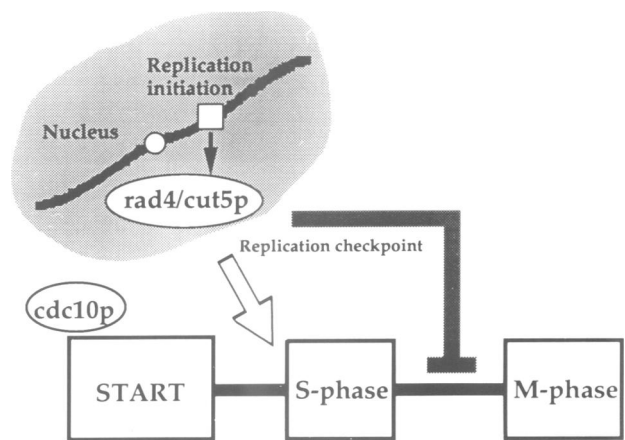 Replication
initiation
Nucleus
rad4/cut5p
Replication checkpoint
cdc10p
START
S-phase
M-phase